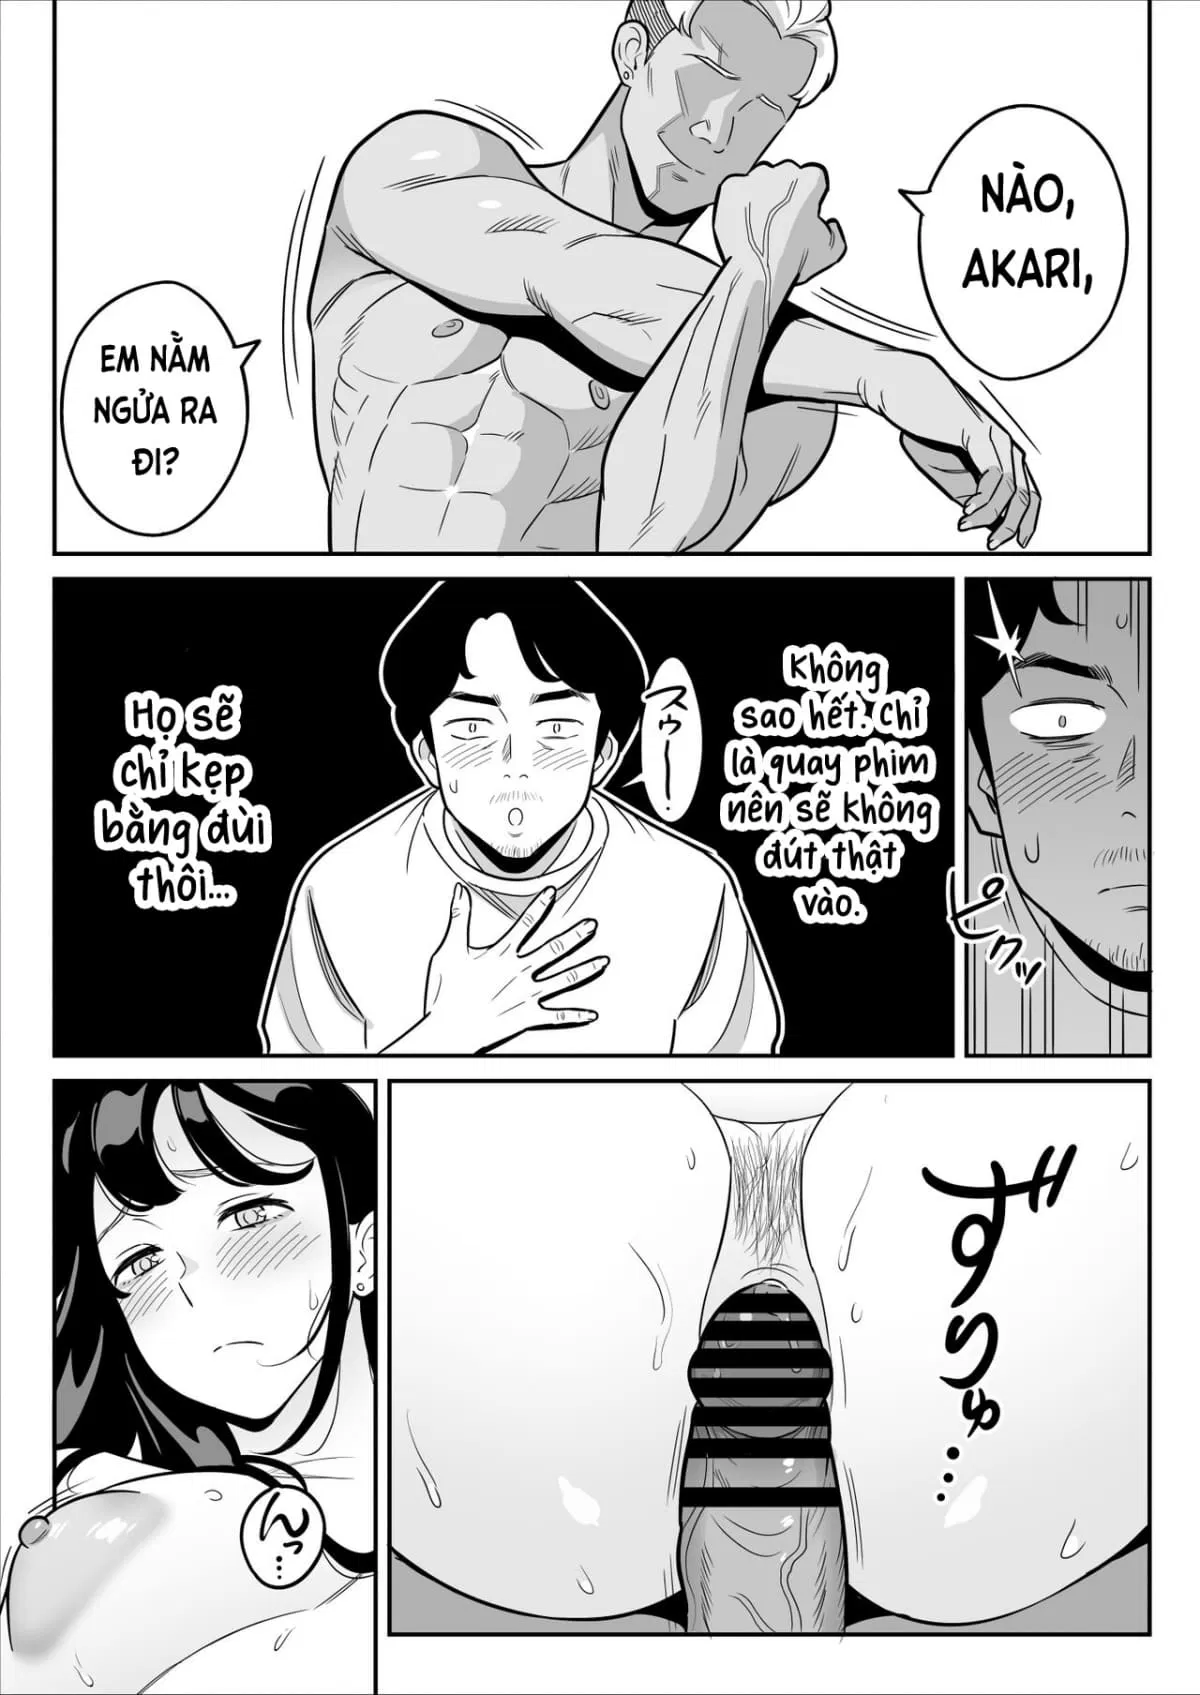 NÀO,
AKARI,
EM NẰM
NGỬA RA
ĐI?
ピクッ
Không
sao hết. Chỉ
là quay phim
nên sẽ không
đút thật
vào.
スゥー…
Họ sẽ
chỉ kẹp
bằng đùi
thôi...
ずりゅ…
んっ…